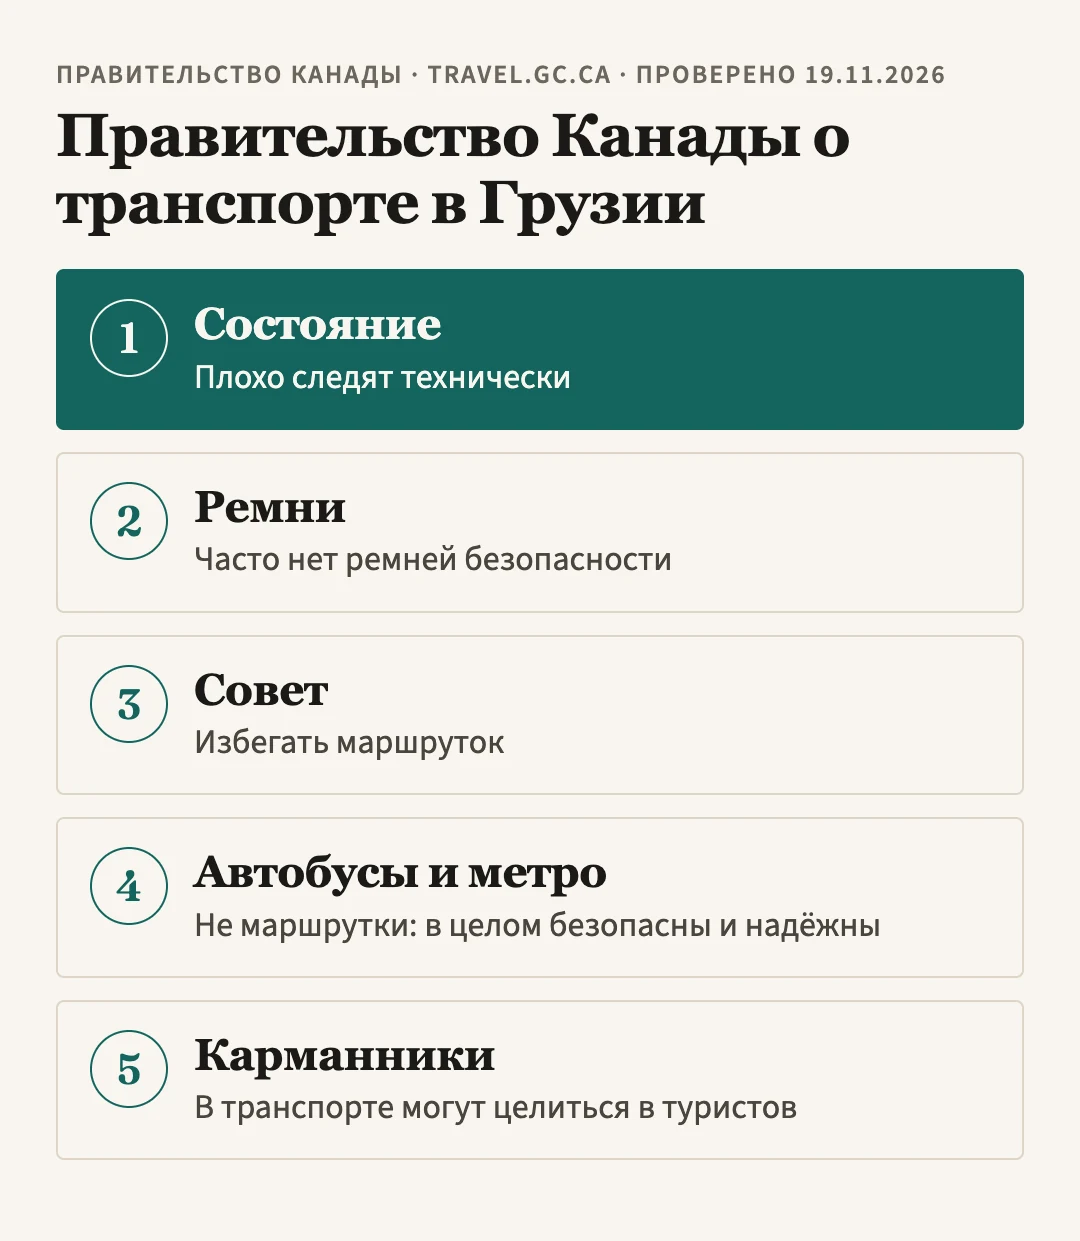 ПРАВИТЕЛЬСТВО КАНАДЫ · TRAVEL.GC.CA · ПРОВЕРЕНО 19.11.2026
Правительство Канады о
транспорте в Грузии
1
Состояние
Плохо следят технически
2
Ремни
Часто нет ремней безопасности
3
Совет
Избегать маршруток
4
Автобусы и метро
Не маршрутки: в целом безопасны и надёжны
5
Карманники
В транспорте могут целиться в туристов